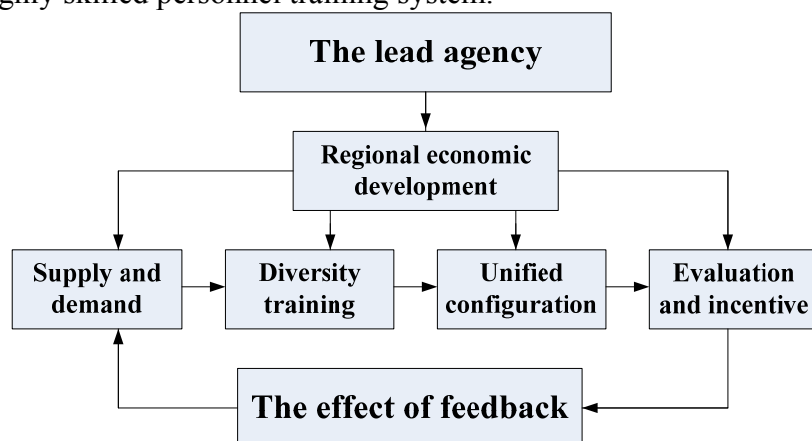 highly skilled personnel training system.
The lead agency
Regional economic
development
Supply and
demand
Diversity
training
Unified
configuration
Evaluation
and incentive
The effect of feedback